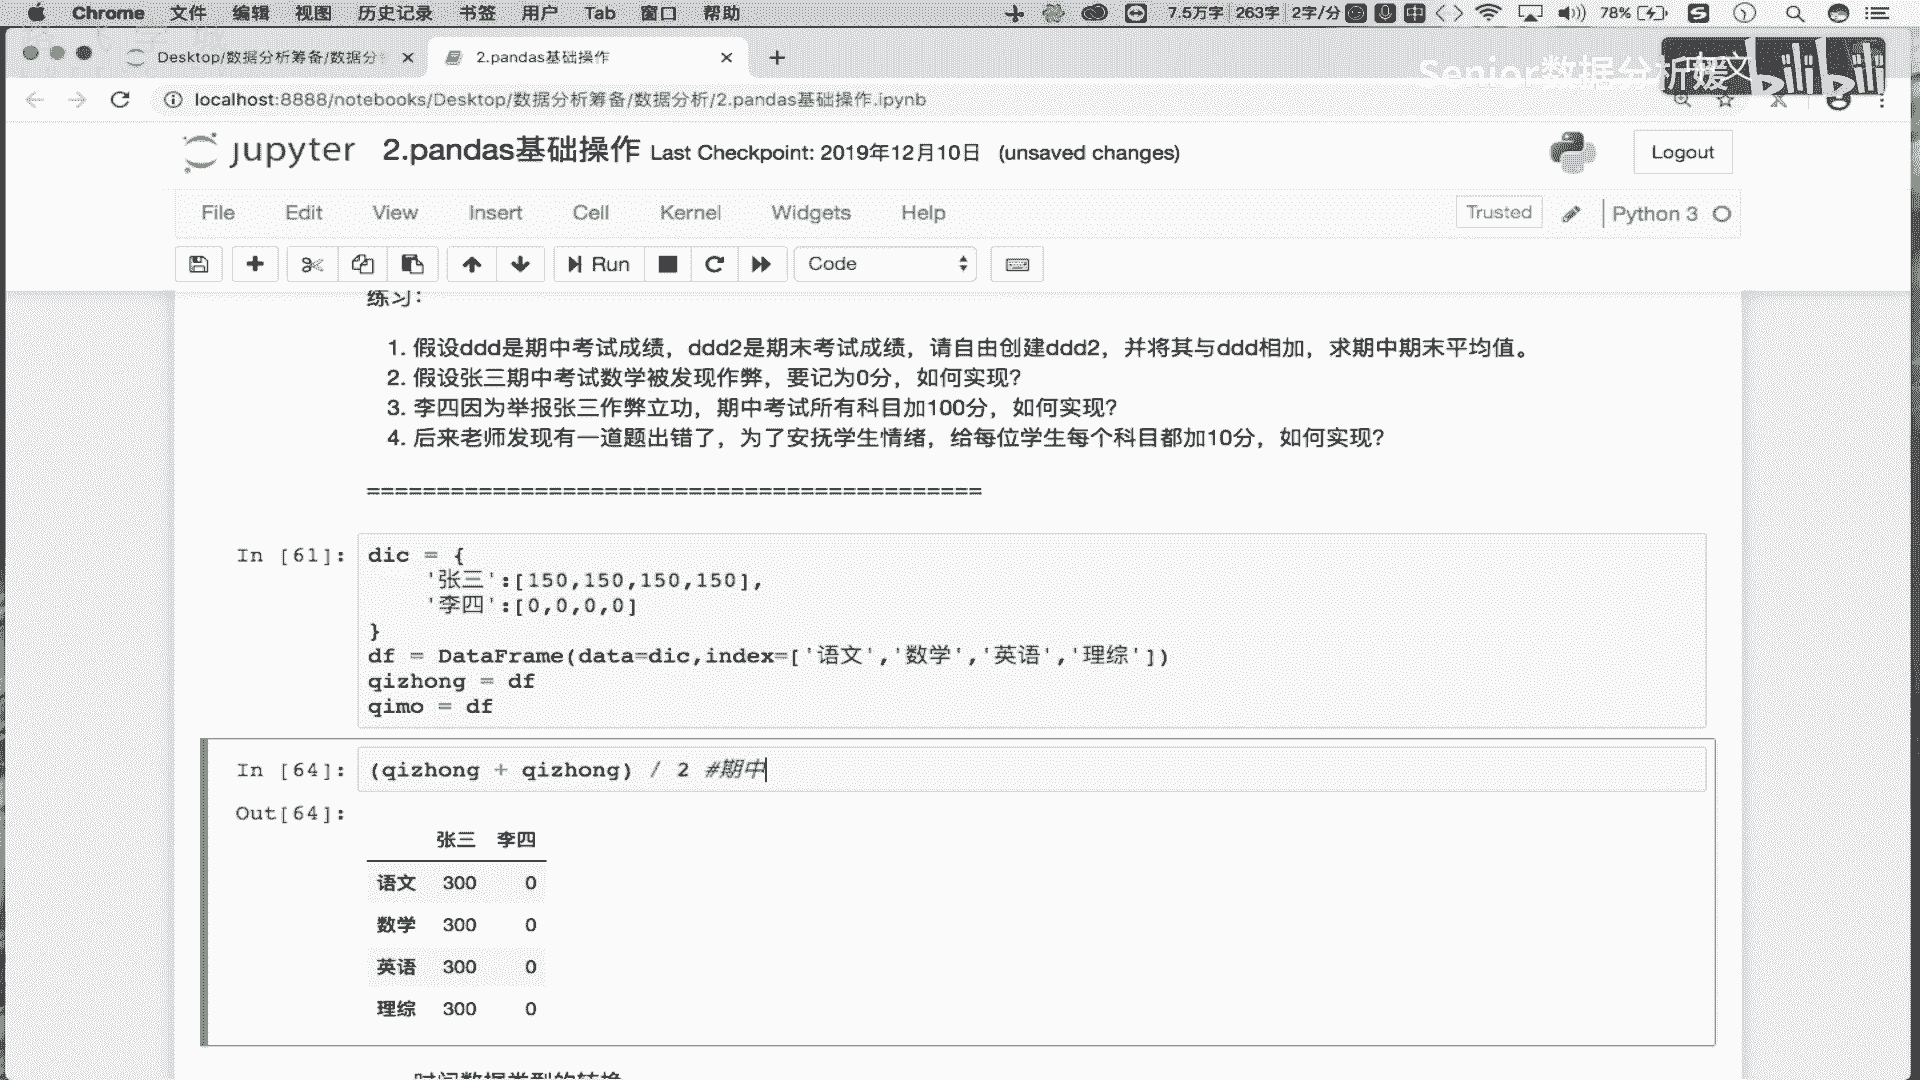 Chrome 文件 编辑 视图 历史记录 书签 用户 Tab 窗口 帮助 7.5万字 263字 2字/分 中 78%
Desktop/数据分析筹备/数据分
2.pandas基础操作
Senior数据分析媛 bilibili
localhost:8888/notebooks/Desktop/数据分析筹备/数据分析/2.pandas基础操作.ipynb
jupyter 2.pandas基础操作 Last Checkpoint: 2019年12月10日 (unsaved changes)
Logout
File Edit View Insert Cell Kernel Widgets Help Trusted Python 3
Run Code
练习:
1. 假设ddd是期中考试成绩，ddd2是期末考试成绩，请自由创建ddd2，并将其与ddd相加，求期中期末平均值。
2. 假设张三期中考试数学被发现作弊，要记为0分，如何实现?
3. 李四因为举报张三作弊立功，期中考试所有科目加100分，如何实现?
4. 后来老师发现有一道题出错了，为了安抚学生情绪，给每位学生每个科目都加10分，如何实现?
============================================
In [61]: dic = {
'张三':[150,150,150,150],
'李四':[0,0,0,0]
}
df = DataFrame(data=dic,index=['语文','数学','英语','理综'])
qizhong = df
qimo = df
In [64]: (qizhong + qizhong) / 2 #期中
Out[64]:
张三 李四
语文 300 0
数学 300 0
英语 300 0
理综 300 0
时间数据类型的转换